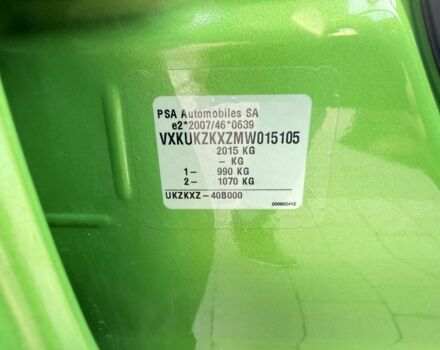 PSA Automobiles SA
e2*2007/46*0639
VXKUKZKXZMW015105
2015 KG
- KG
1- 990 KG
2- 1070 KG
UKZKXZ-40B000
200602412